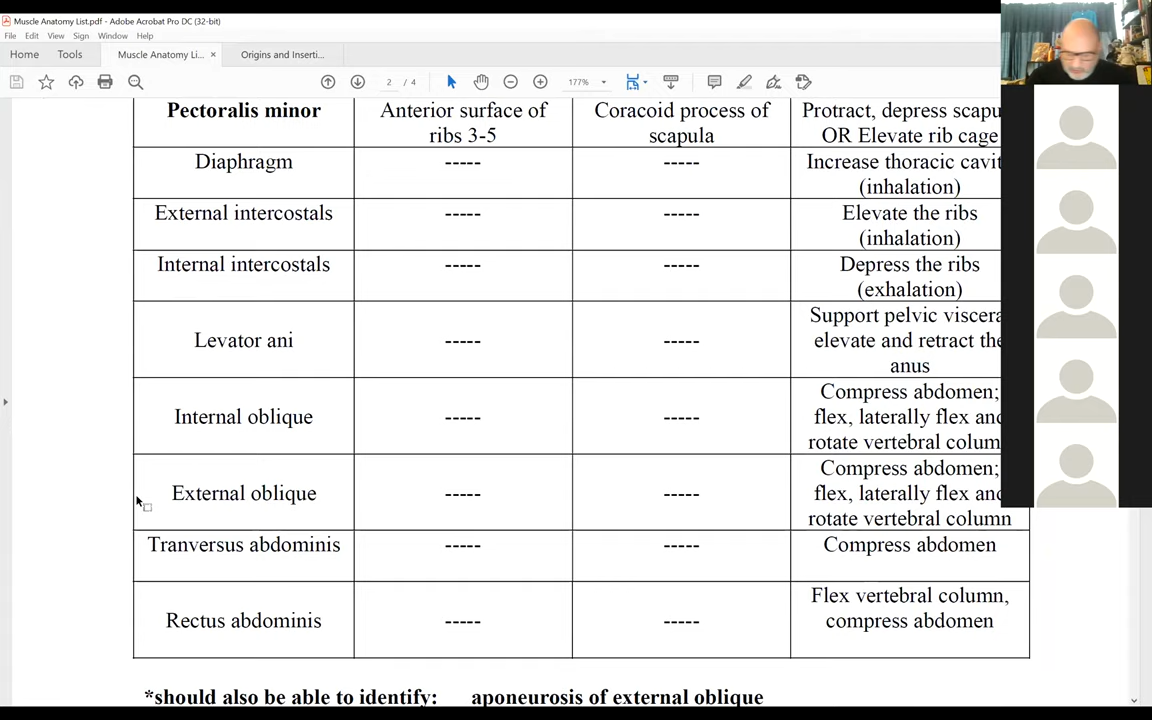 Muscle Anatomy List.pdf - Adobe Acrobat Pro DC (32-bit)
File Edit View Sign Window Help
Home Tools Muscle Anatomy Li... × Origins and Inserti...
2 / 4 177%
Pectoralis minor Anterior surface of Coracoid process of Protract, depress scapu
ribs 3-5 scapula OR Elevate rib cage
Diaphragm ----- ----- Increase thoracic cavit
(inhalation)
External intercostals ----- ----- Elevate the ribs
(inhalation)
Internal intercostals ----- ----- Depress the ribs
(exhalation)
Support pelvic viscera
Levator ani ----- ----- elevate and retract the
anus
Compress abdomen;
Internal oblique ----- ----- flex, laterally flex and
rotate vertebral colum
Compress abdomen;
External oblique ----- ----- flex, laterally flex and
rotate vertebral column
Tranversus abdominis ----- ----- Compress abdomen
Flex vertebral column,
Rectus abdominis ----- ----- compress abdomen
*should also be able to identify: aponeurosis of external oblique